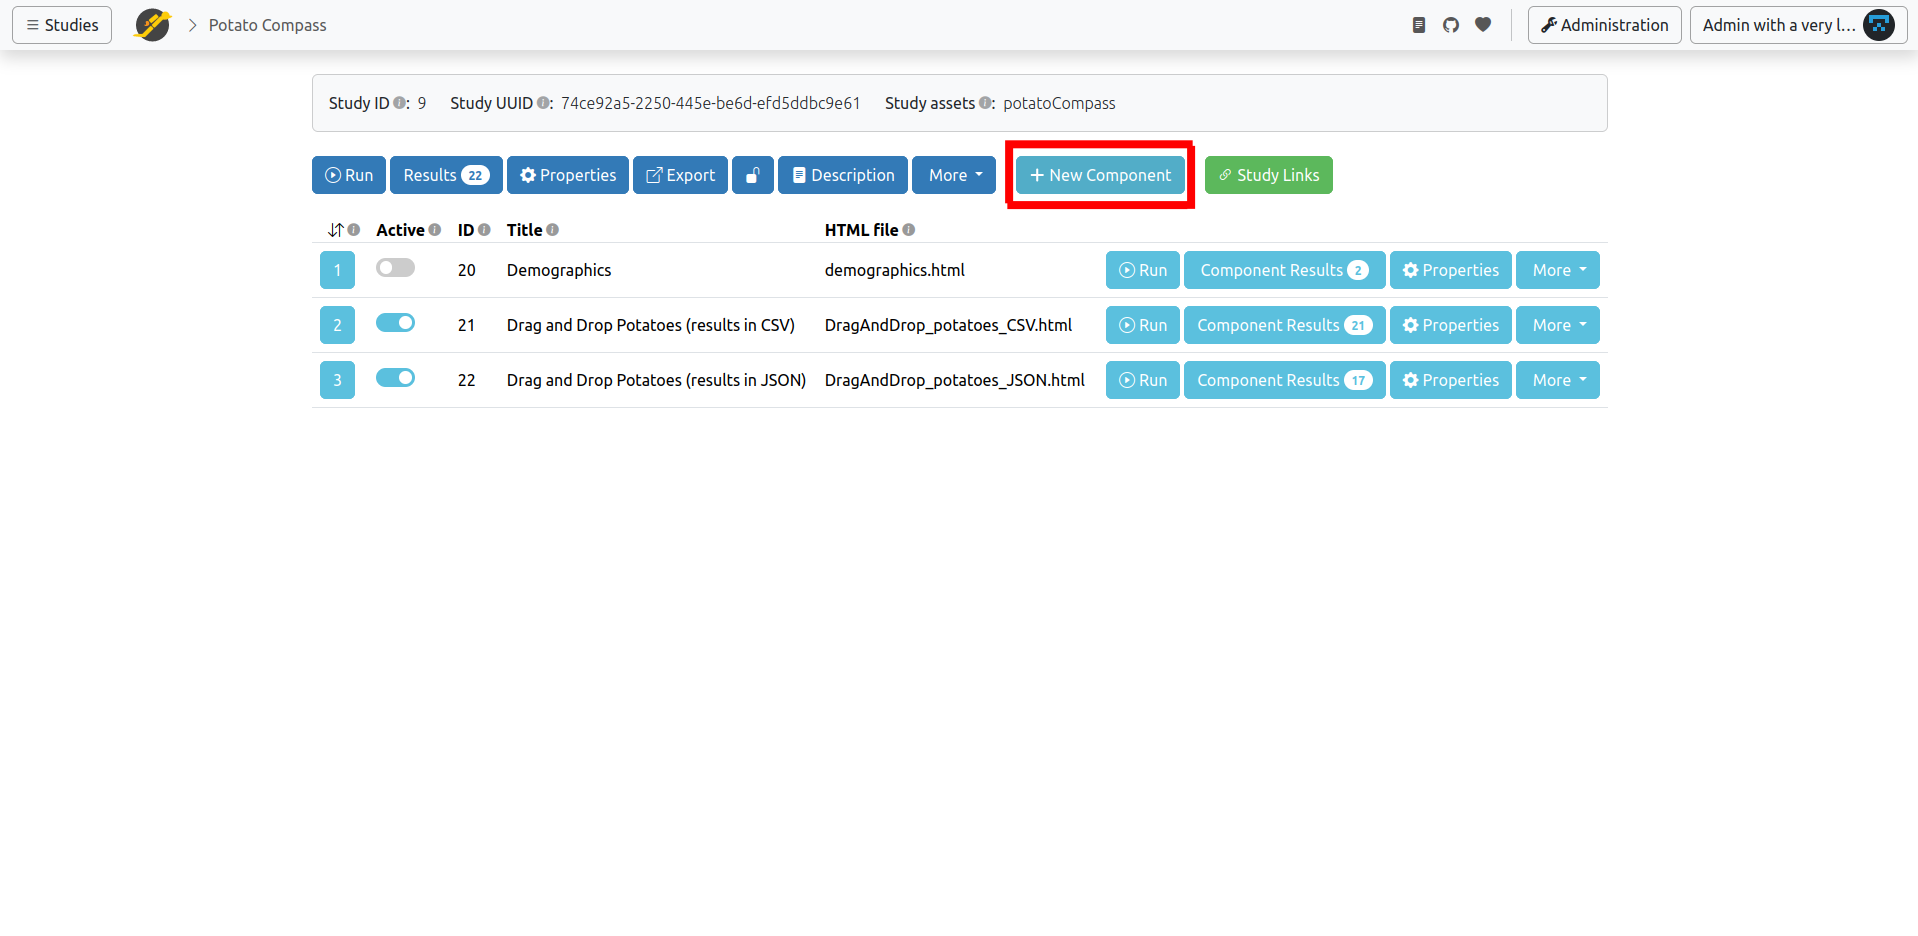 Studies Potato Compass Administration Admin with a very l...
Study ID : 9 Study UUID : 74ce92a5-2250-445e-be6d-efd5ddbc9e61 Study assets : potatoCompass
Run Results 22 Properties Export Description More + New Component Study Links
Active ID Title HTML file
1 20 Demographics demographics.html Run Component Results 2 Properties More
2 21 Drag and Drop Potatoes (results in CSV) DragAndDrop_potatoes_CSV.html Run Component Results 21 Properties More
3 22 Drag and Drop Potatoes (results in JSON) DragAndDrop_potatoes_JSON.html Run Component Results 17 Properties More